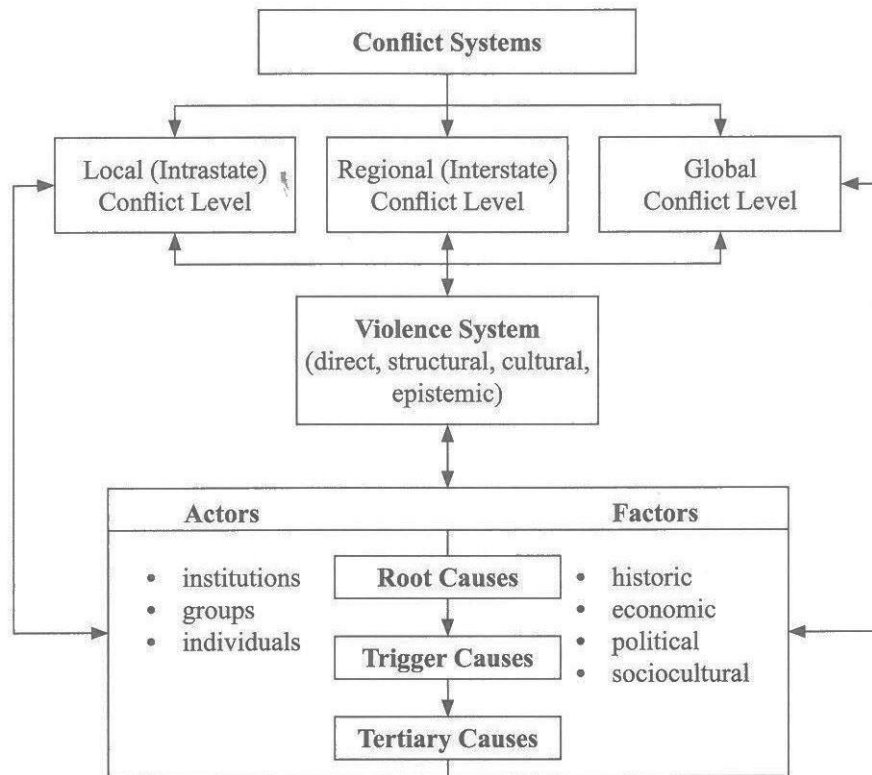 Conflict Systems
Local (Intrastate)
Conflict Level
Regional (Interstate)
Conflict Level
Global
Conflict Level
Violence System
(direct, structural, cultural,
epistemic)
Actors
Factors
• institutions
• groups
• individuals
Root Causes
Trigger Causes
Tertiary Causes
• historic
• economic
• political
• sociocultural